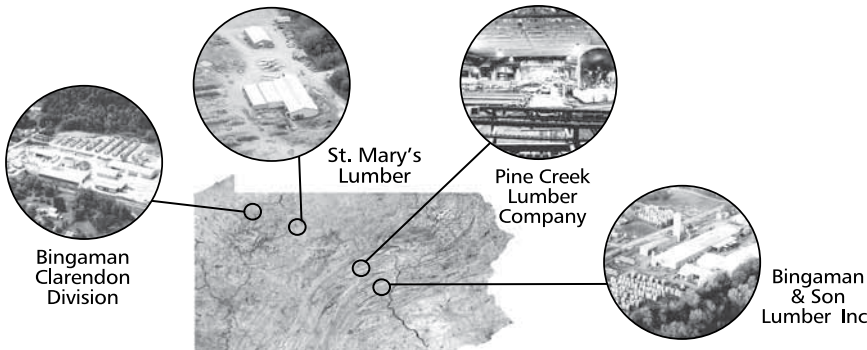 St. Mary's
Lumber
Pine Creek
Lumber
Company
Bingaman
Clarendon
Division
Bingaman
& Son
Lumber Inc